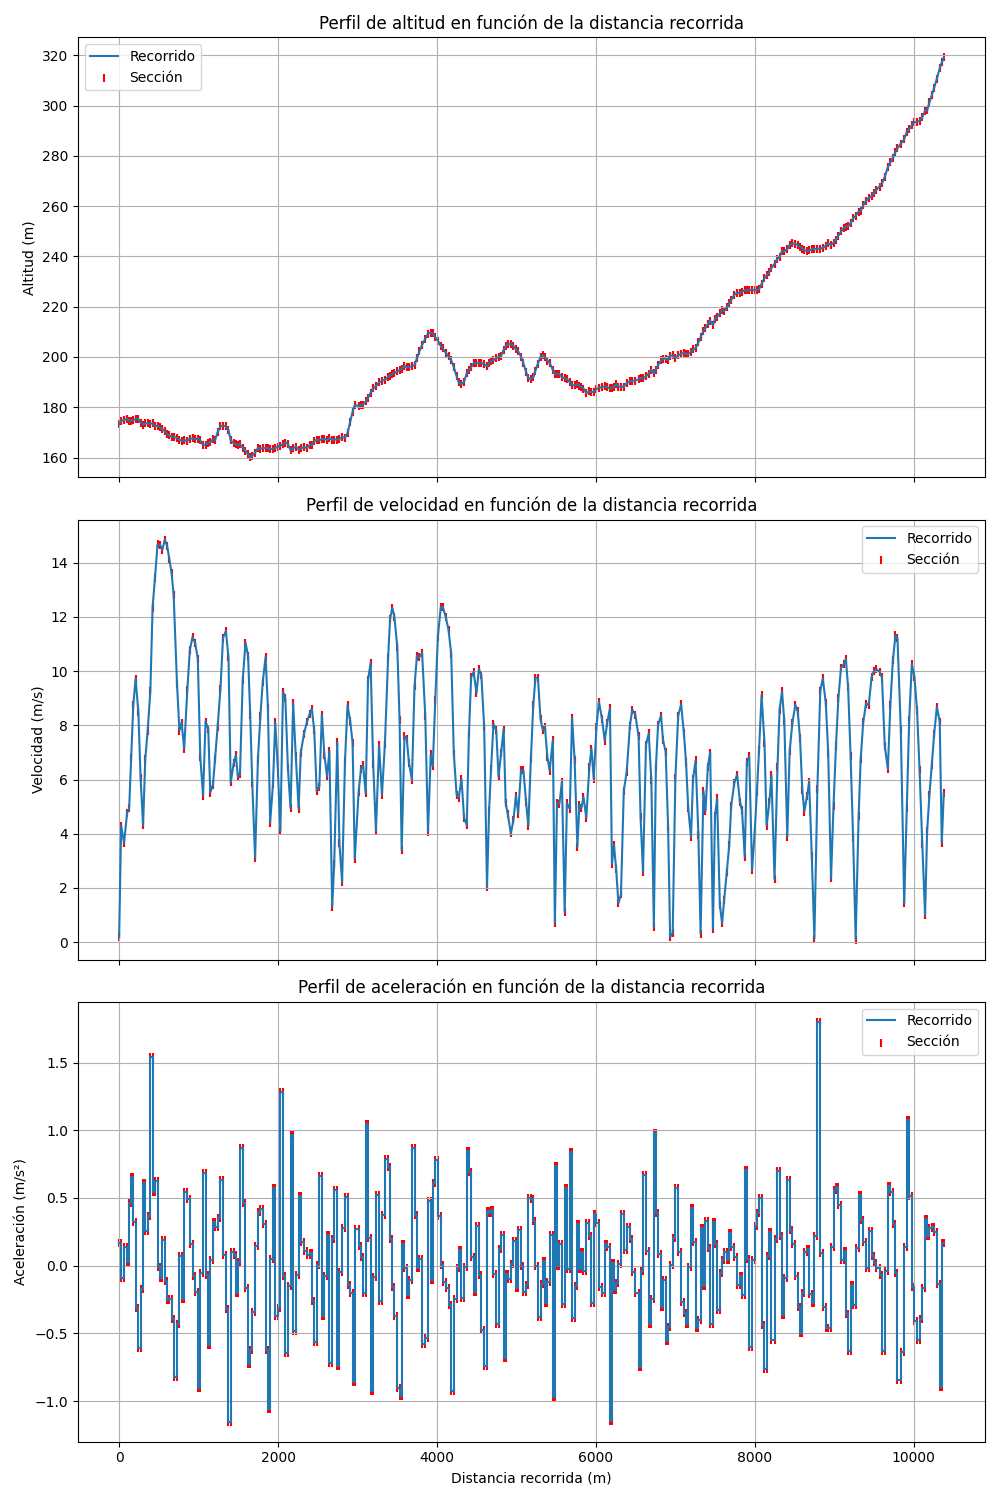 Perfil de altitud en función de la distancia recorrida
Recorrido
Sección
320
300
280
260
240
220
200
180
160
Altitud (m)
Perfil de velocidad en función de la distancia recorrida
Recorrido
Sección
14
12
10
8
6
4
2
0
Velocidad (m/s)
Perfil de aceleración en función de la distancia recorrida
Recorrido
Sección
1.5
1.0
0.5
0.0
−0.5
−1.0
Aceleración (m/s²)
0 2000 4000 6000 8000 10000
Distancia recorrida (m)